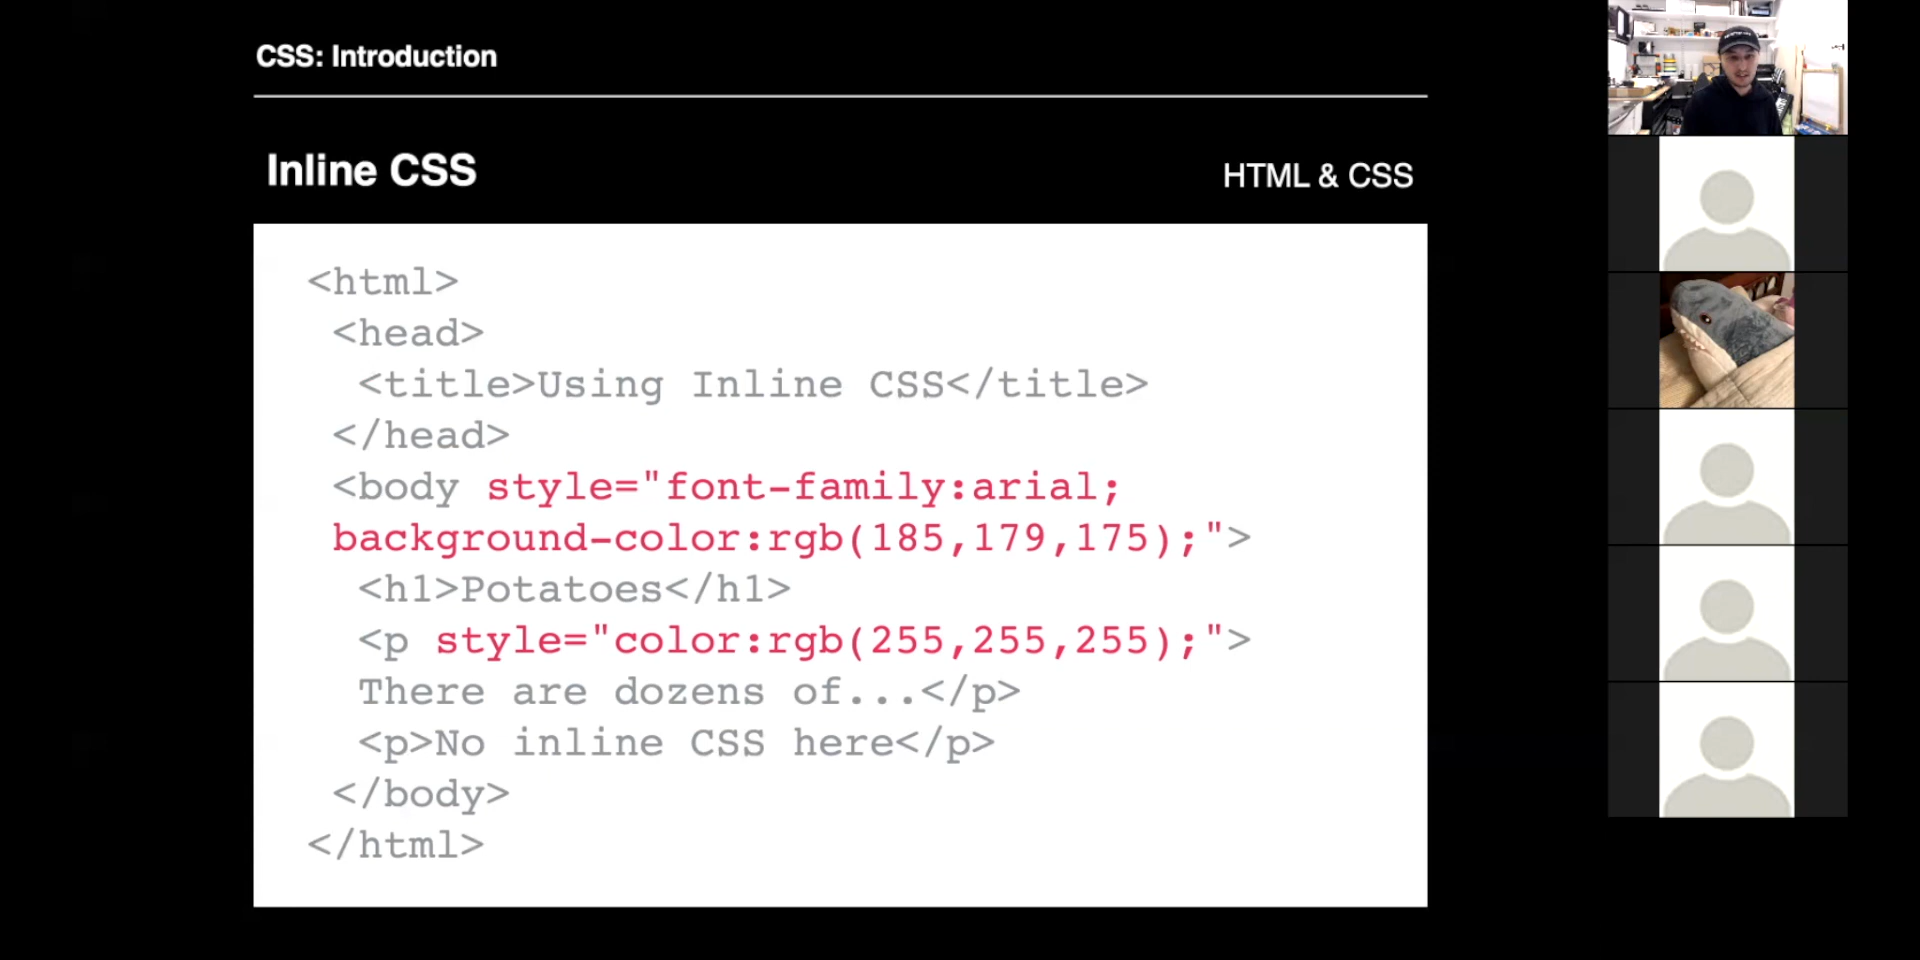 CSS: Introduction
Inline CSS
HTML & CSS
<html>
<head>
<title>Using Inline CSS</title>
</head>
<body style="font-family:arial;
background-color:rgb(185,179,175);">
<h1>Potatoes</h1>
<p style="color:rgb(255,255,255);">
There are dozens of...</p>
<p>No inline CSS here</p>
</body>
</html>